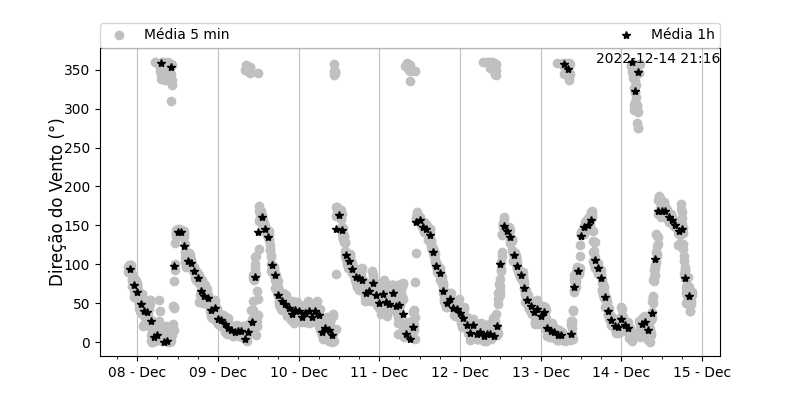 Média 5 min
Média 1h
2022-12-14 21:16
Direção do Vento (°)
350
300
250
200
150
100
50
0
08 - Dec
09 - Dec
10 - Dec
11 - Dec
12 - Dec
13 - Dec
14 - Dec
15 - Dec